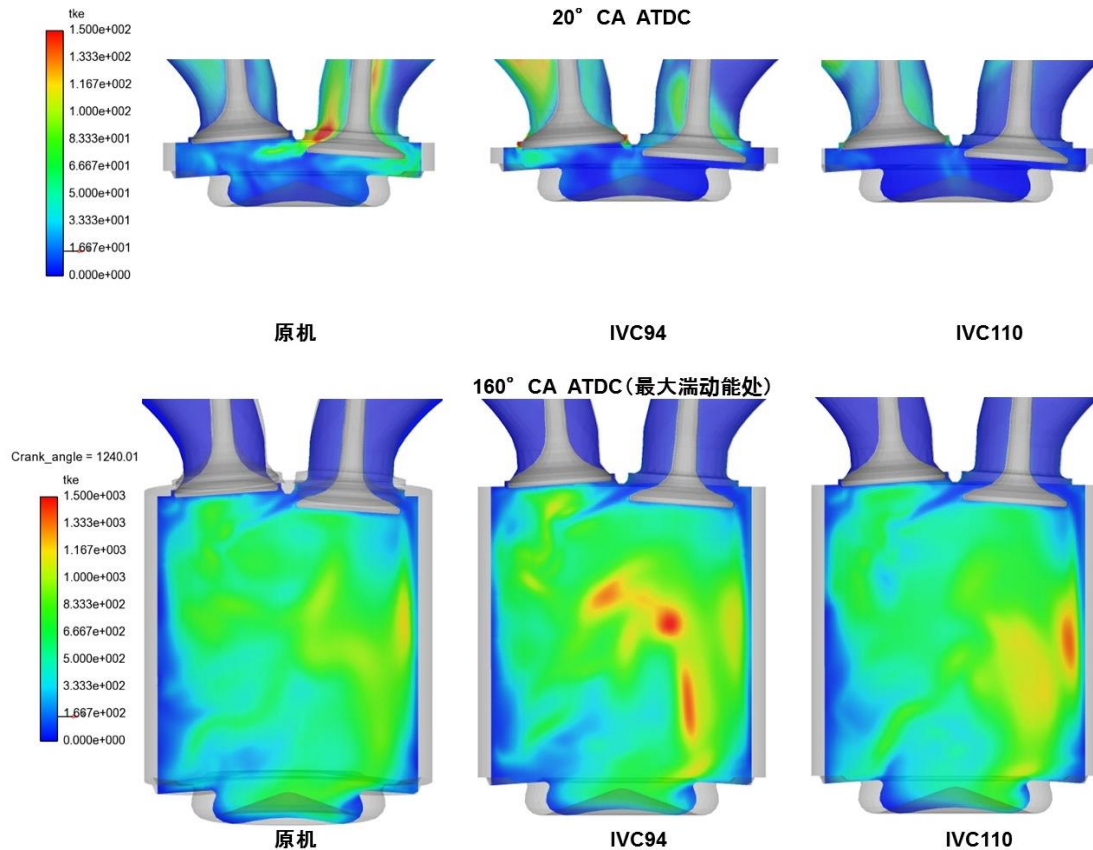 20° CA ATDC
tke
1.500e+002
1.333e+002
1.167e+002
1.000e+002
8.333e+001
6.667e+001
5.000e+001
3.333e+001
1.667e+001
0.000e+000
原机
IVC94
IVC110
160° CA ATDC(最大湍动能处)
Crank_angle = 1240.01
tke
1.500e+003
1.333e+003
1.167e+003
1.000e+003
8.333e+002
6.667e+002
5.000e+002
3.333e+002
1.667e+002
0.000e+000
原机
IVC94
IVC110